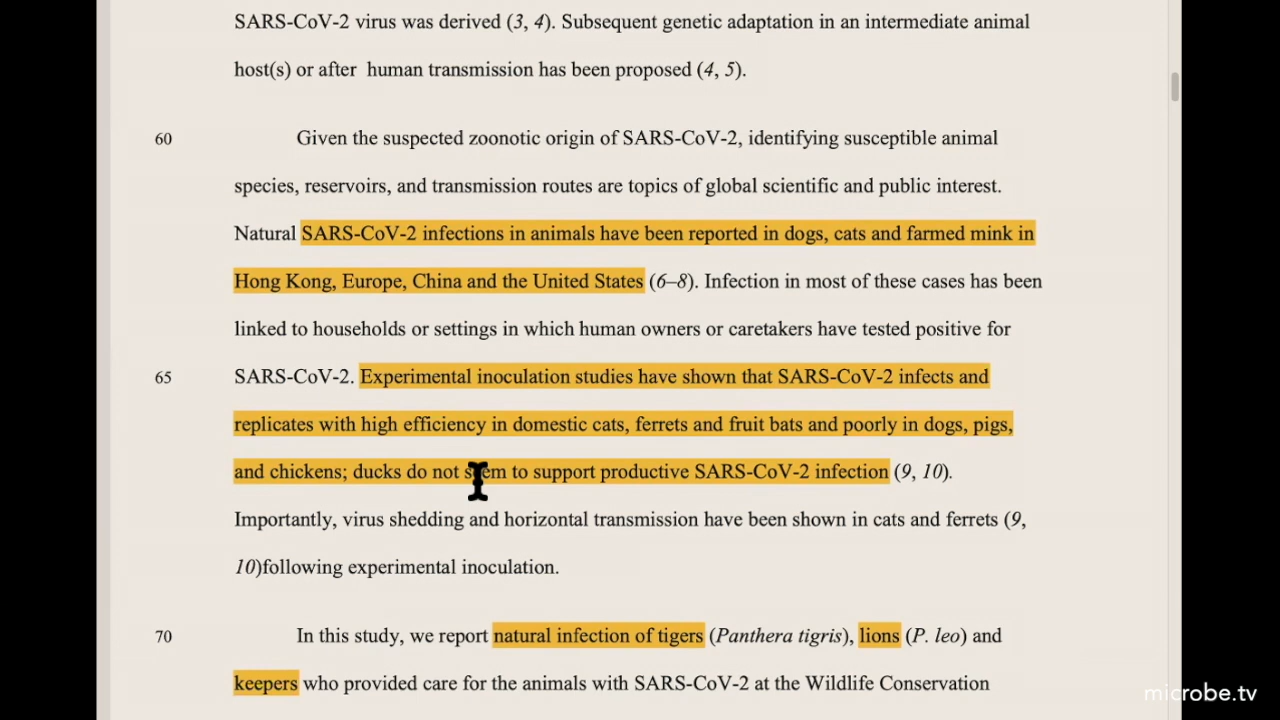 SARS-CoV-2 virus was derived (3, 4). Subsequent genetic adaptation in an intermediate animal
host(s) or after human transmission has been proposed (4, 5).
60 Given the suspected zoonotic origin of SARS-CoV-2, identifying susceptible animal
species, reservoirs, and transmission routes are topics of global scientific and public interest.
Natural SARS-CoV-2 infections in animals have been reported in dogs, cats and farmed mink in
Hong Kong, Europe, China and the United States (6–8). Infection in most of these cases has been
linked to households or settings in which human owners or caretakers have tested positive for
65 SARS-CoV-2. Experimental inoculation studies have shown that SARS-CoV-2 infects and
replicates with high efficiency in domestic cats, ferrets and fruit bats and poorly in dogs, pigs,
and chickens; ducks do not seem to support productive SARS-CoV-2 infection (9, 10).
Importantly, virus shedding and horizontal transmission have been shown in cats and ferrets (9,
10)following experimental inoculation.
70 In this study, we report natural infection of tigers (Panthera tigris), lions (P. leo) and
keepers who provided care for the animals with SARS-CoV-2 at the Wildlife Conservation
microbe.tv